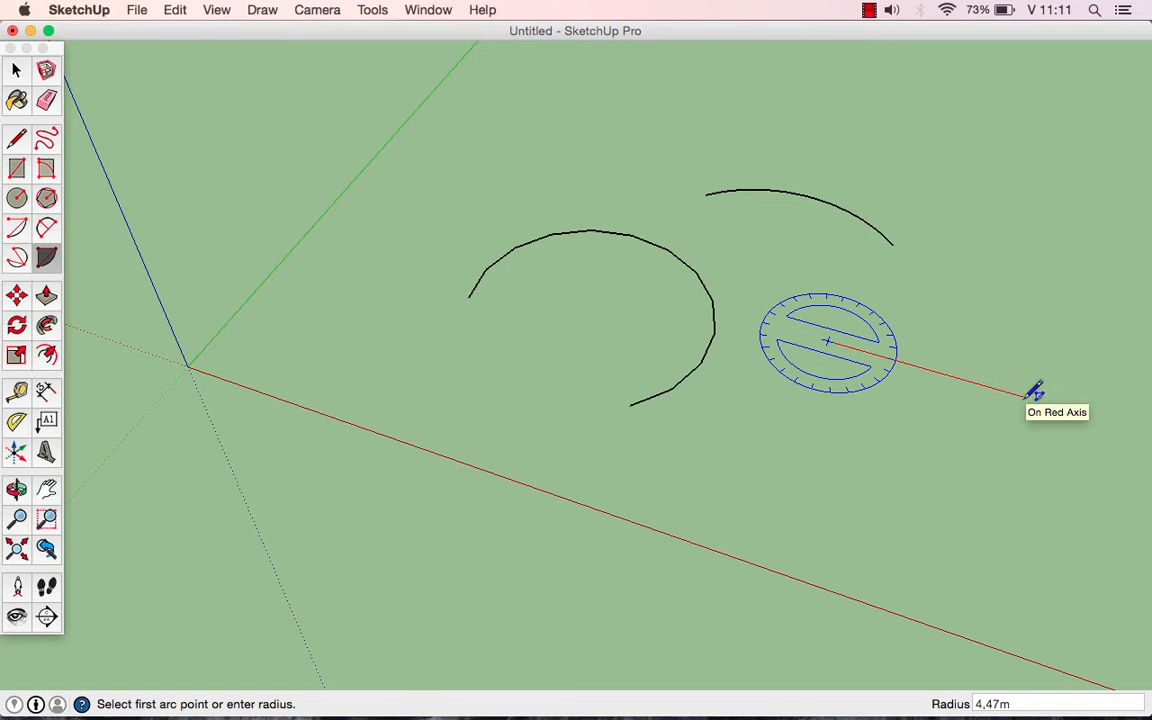 SketchUp File Edit View Draw Camera Tools Window Help 73% V 11:11
Untitled - SketchUp Pro
A1
On Red Axis
Select first arc point or enter radius. Radius 4,47m